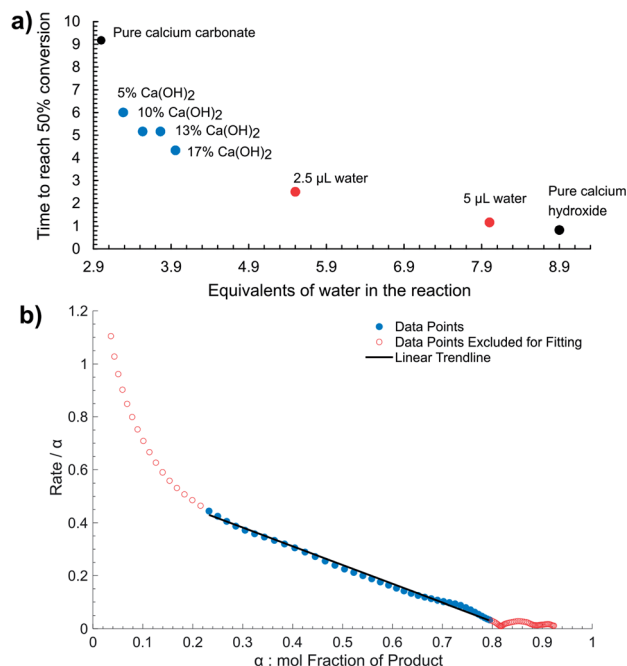 a)
10
9
8
7
6
5
4
3
2
1
0
Time to reach 50% conversion
Pure calcium carbonate
5% Ca(OH)2
10% Ca(OH)2
13% Ca(OH)2
17% Ca(OH)2
2.5 µL water
5 µL water
Pure calcium
hydroxide
2.9 3.9 4.9 5.9 6.9 7.9 8.9
Equivalents of water in the reaction
b)
1.2
1
0.8
0.6
0.4
0.2
0
Rate / α
Data Points
Data Points Excluded for Fitting
Linear Trendline
0 0.1 0.2 0.3 0.4 0.5 0.6 0.7 0.8 0.9 1
α : mol Fraction of Product